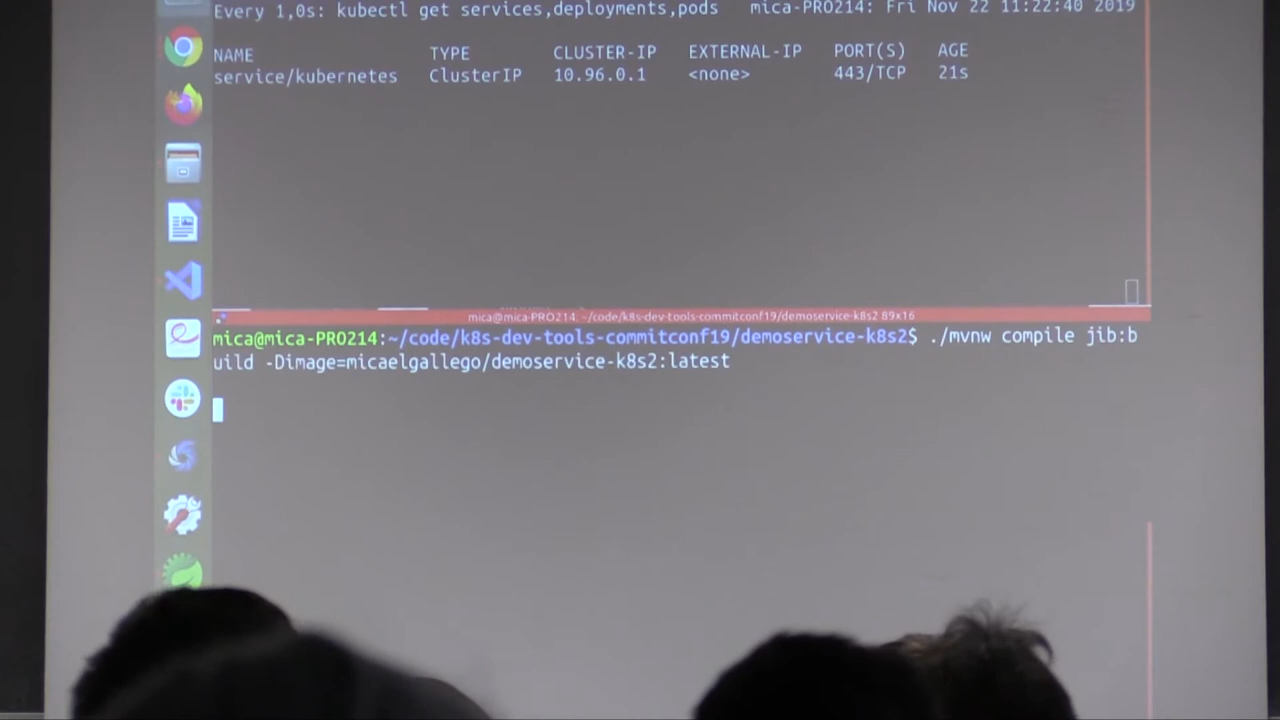 Every 1,0s: kubectl get services,deployments,pods   mica-PRO214: Fri Nov 22 11:22:40 2019
NAME   TYPE   CLUSTER-IP   EXTERNAL-IP   PORT(S)   AGE
service/kubernetes   ClusterIP   10.96.0.1   <none>   443/TCP   21s
mica@mica-PRO214: ~/code/k8s-dev-tools-commitconf19/demoservice-k8s2 89x16
mica@mica-PRO214:~/code/k8s-dev-tools-commitconf19/demoservice-k8s2$ ./mvnw compile jib:b
uild -Dimage=micaelgallego/demoservice-k8s2:latest